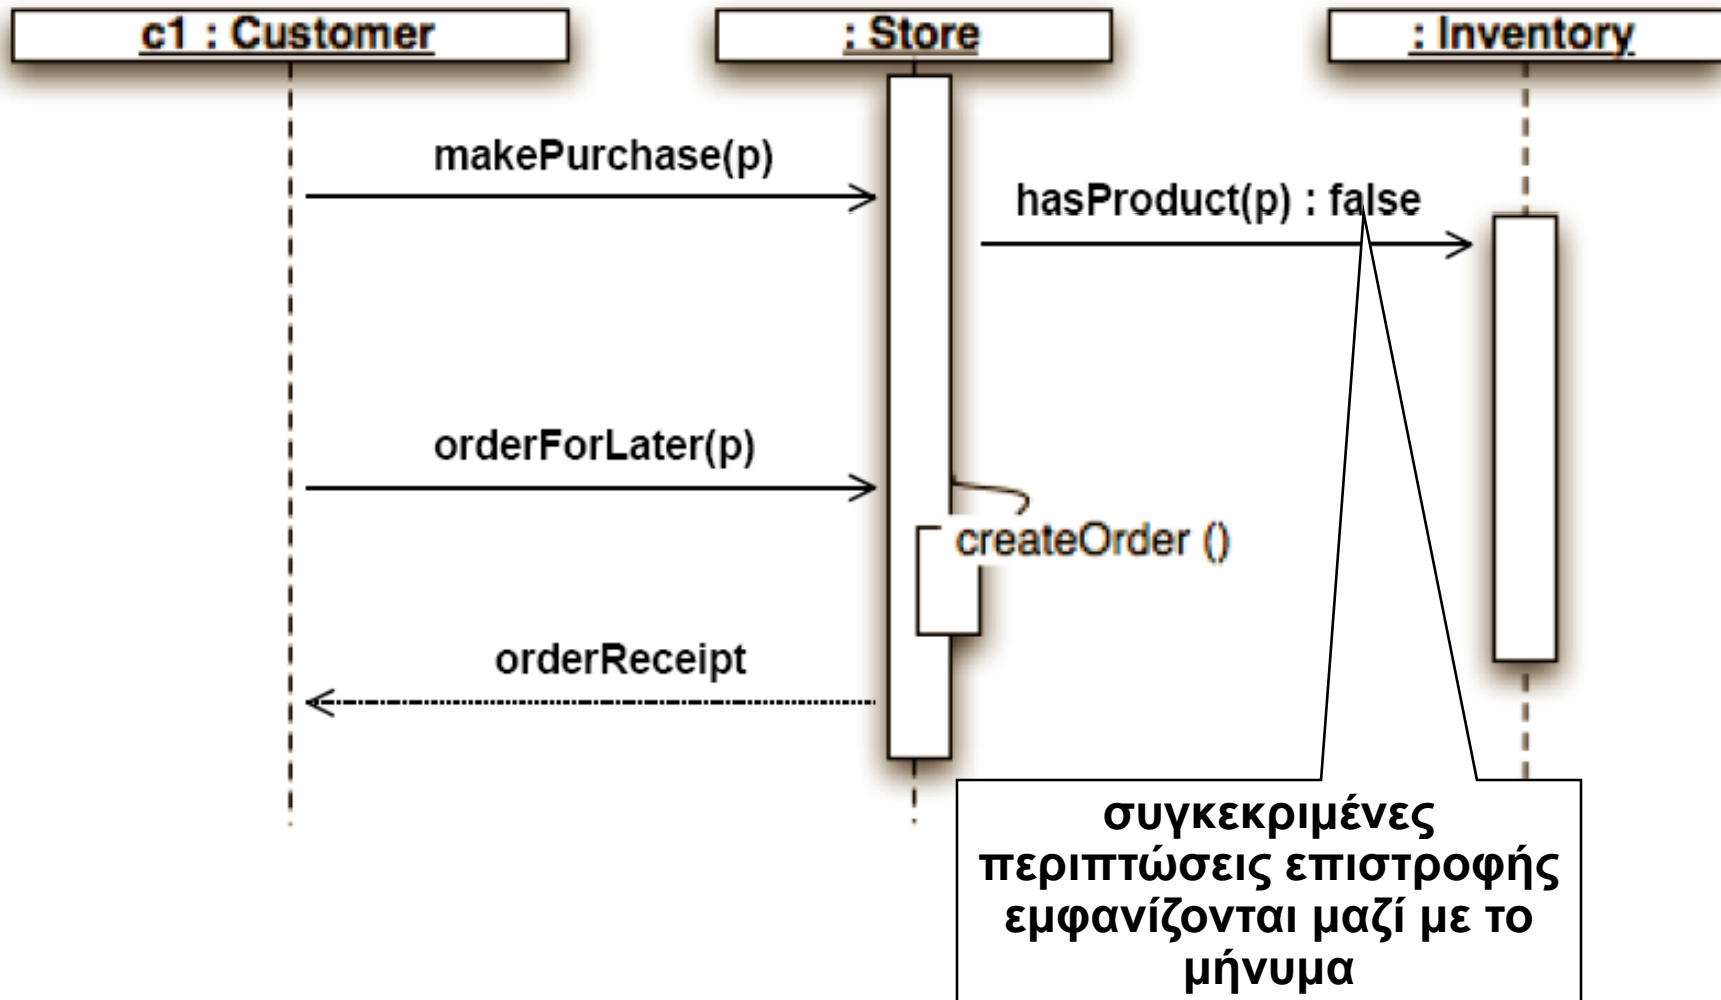 c1 : Customer
: Store
: Inventory
makePurchase(p)
hasProduct(p) : false
orderForLater(p)
createOrder ()
orderReceipt
συγκεκριμένες
περιπτώσεις επιστροφής
εμφανίζονται μαζί με το
μήνυμα